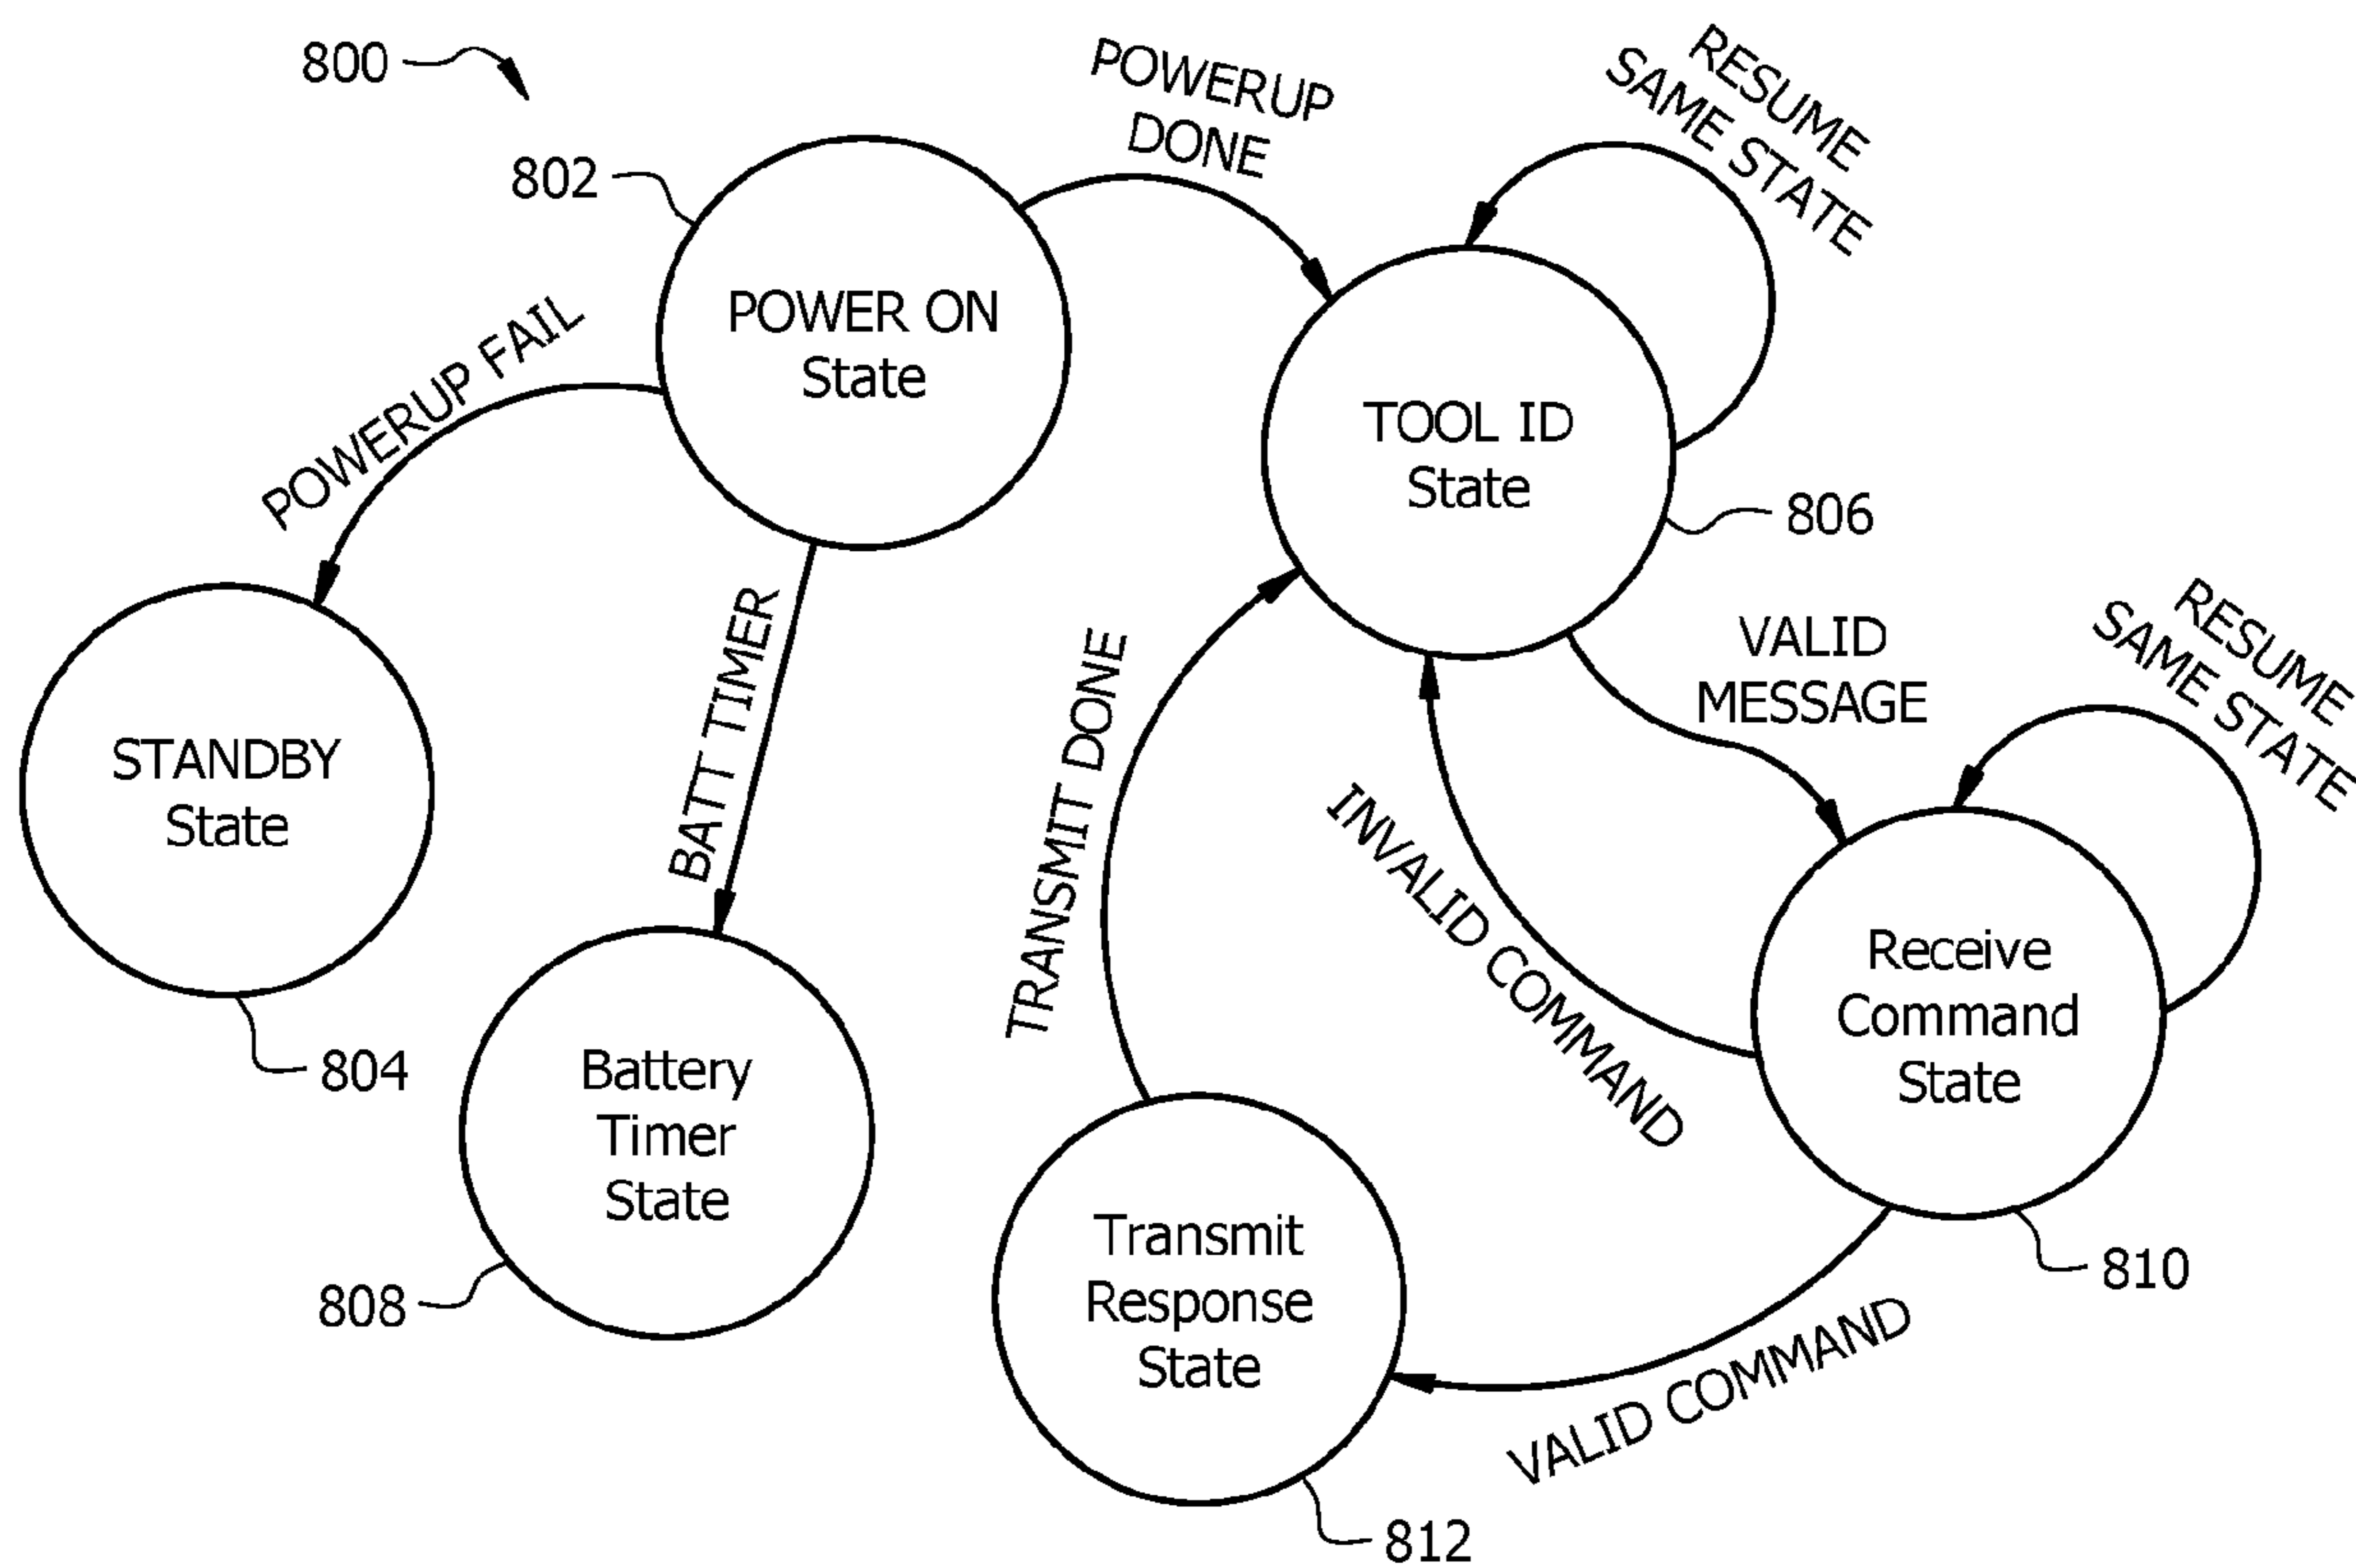 800
POWERUP
DONE
RESUME
SAME STATE
802
POWER ON
State
POWERUP FAIL
TOOL ID
State
806
BATT TIMER
TRANSMIT DONE
VALID
MESSAGE
RESUME
SAME STATE
STANDBY
State
INVALID COMMAND
Receive
Command
State
804
Battery
Timer
State
Transmit
Response
State
808
810
VALID COMMAND
812